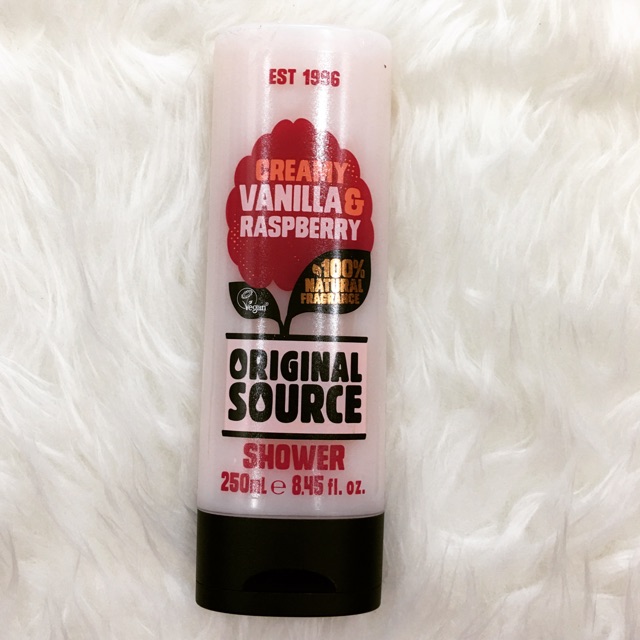 EST 1996
CREAMY
VANILLA &
RASPBERRY
100%
NATURAL
FRAGRANCE
Vegan
ORIGINAL
SOURCE
SHOWER
250mL e 8.45 fl. oz.